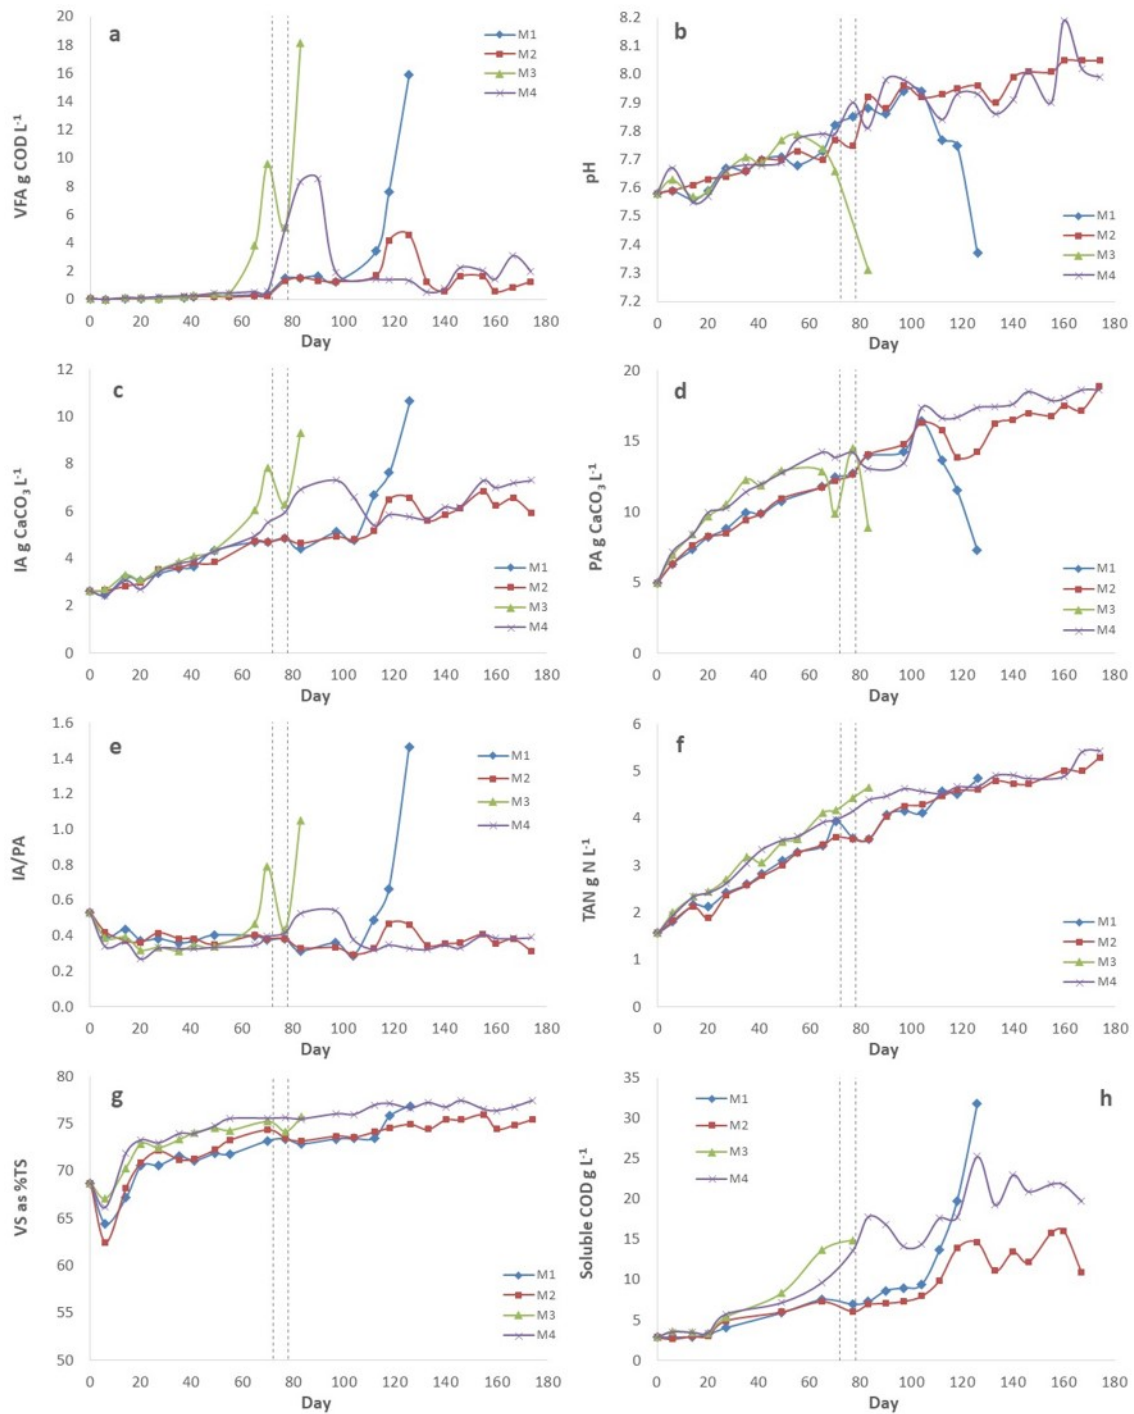 a
VFA g COD L-1
20
18
16
14
12
10
8
6
4
2
0
0 20 40 60 80 100 120 140 160 180
Day
M1
M2
M3
M4
b
pH
8.2
8.1
8.0
7.9
7.8
7.7
7.6
7.5
7.4
7.3
7.2
0 20 40 60 80 100 120 140 160 180
Day
M1
M2
M3
M4
c
IA g CaCO3 L-1
12
10
8
6
4
2
0
0 20 40 60 80 100 120 140 160 180
Day
M1
M2
M3
M4
d
PA g CaCO3 L-1
20
15
10
5
0
0 20 40 60 80 100 120 140 160 180
Day
M1
M2
M3
M4
e
IA/PA
1.6
1.4
1.2
1.0
0.8
0.6
0.4
0.2
0.0
0 20 40 60 80 100 120 140 160 180
Day
M1
M2
M3
M4
f
TAN g N L-1
6
5
4
3
2
1
0
0 20 40 60 80 100 120 140 160 180
Day
M1
M2
M3
M4
g
VS as %TS
80
75
70
65
60
55
50
0 20 40 60 80 100 120 140 160 180
Day
M1
M2
M3
M4
h
Soluble COD g L-1
35
30
25
20
15
10
5
0
0 20 40 60 80 100 120 140 160 180
Day
M1
M2
M3
M4